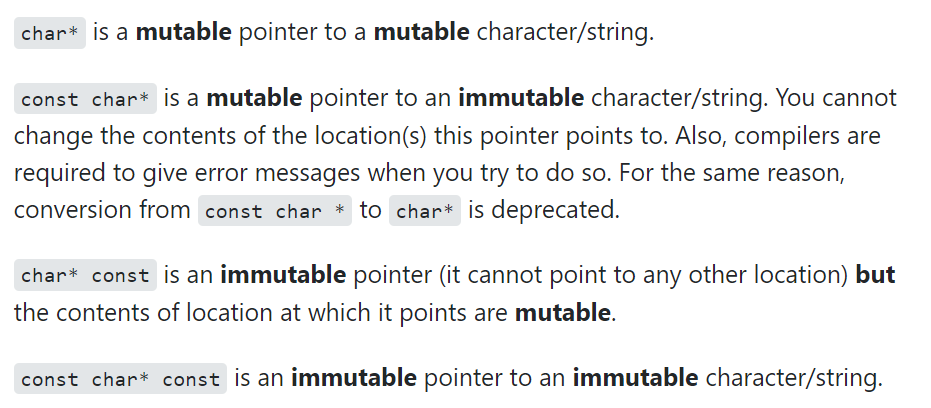 char* is a mutable pointer to a mutable character/string.
const char* is a mutable pointer to an immutable character/string. You cannot
change the contents of the location(s) this pointer points to. Also, compilers are
required to give error messages when you try to do so. For the same reason,
conversion from const char * to char* is deprecated.
char* const is an immutable pointer (it cannot point to any other location) but
the contents of location at which it points are mutable.
const char* const is an immutable pointer to an immutable character/string.